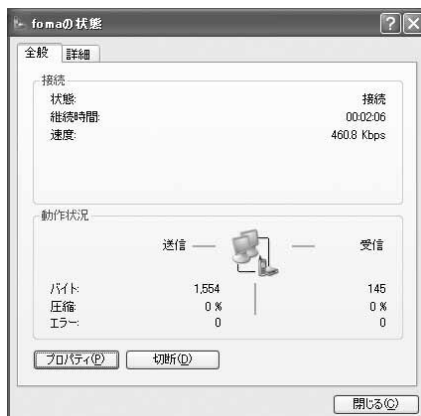 fomaの状態
全般 詳細
接続
状態: 接続
継続時間: 00:02:06
速度: 460.8 Kbps
動作状況
送信 受信
バイト: 1,554 145
圧縮: 0 % 0 %
エラー: 0 0
プロパティ(P) 切断(D)
閉じる(C)